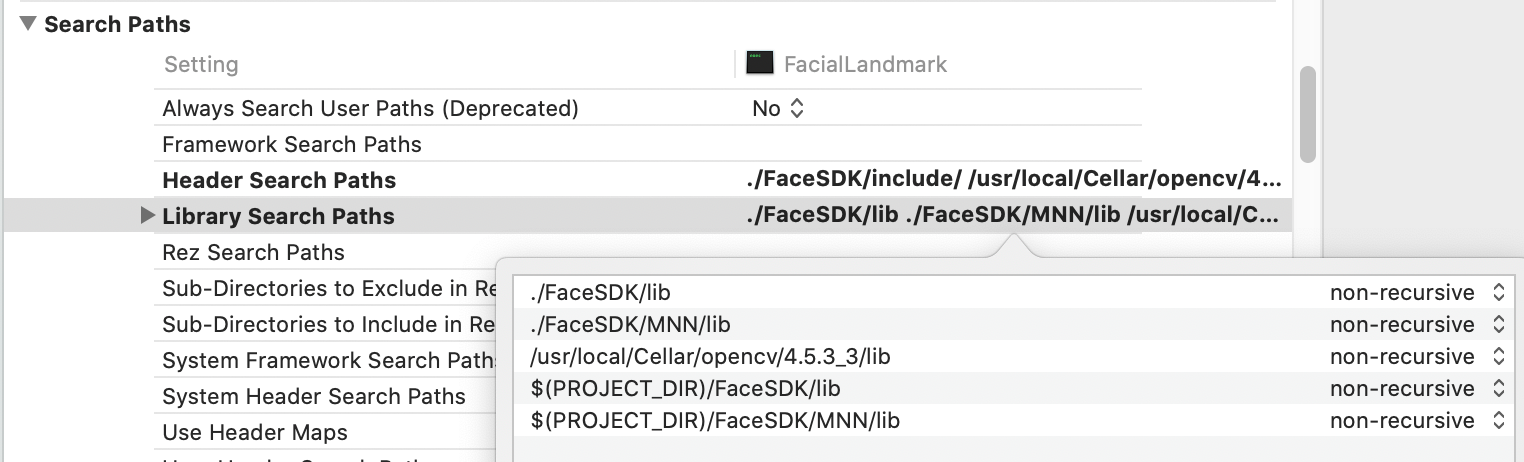 Search Paths
Setting FacialLandmark
Always Search User Paths (Deprecated) No
Framework Search Paths
Header Search Paths ./FaceSDK/include/ /usr/local/Cellar/opencv/4...
Library Search Paths ./FaceSDK/lib ./FaceSDK/MNN/lib /usr/local/C...
Rez Search Paths
Sub-Directories to Exclude in Re
Sub-Directories to Include in Re
System Framework Search Path
System Header Search Paths
Use Header Maps
./FaceSDK/lib non-recursive
./FaceSDK/MNN/lib non-recursive
/usr/local/Cellar/opencv/4.5.3_3/lib non-recursive
$(PROJECT_DIR)/FaceSDK/lib non-recursive
$(PROJECT_DIR)/FaceSDK/MNN/lib non-recursive